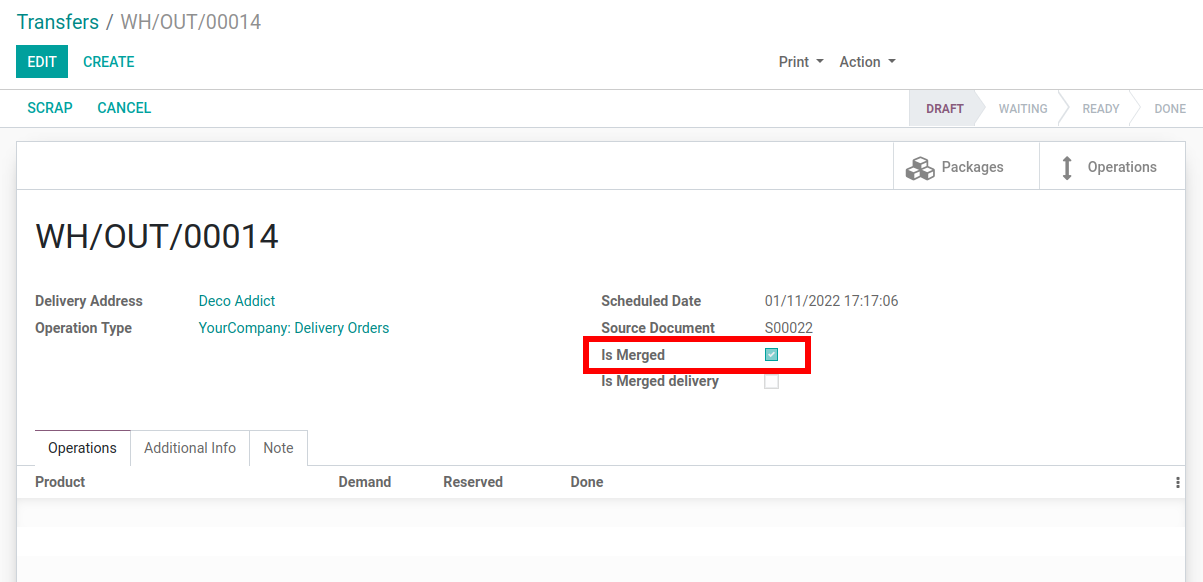 Transfers / WH/OUT/00014
EDIT CREATE Print Action
SCRAP CANCEL DRAFT WAITING READY DONE
Packages Operations
WH/OUT/00014
Delivery Address Deco Addict Scheduled Date 01/11/2022 17:17:06
Operation Type YourCompany: Delivery Orders Source Document S00022
Is Merged
Is Merged delivery
Operations Additional Info Note
Product Demand Reserved Done